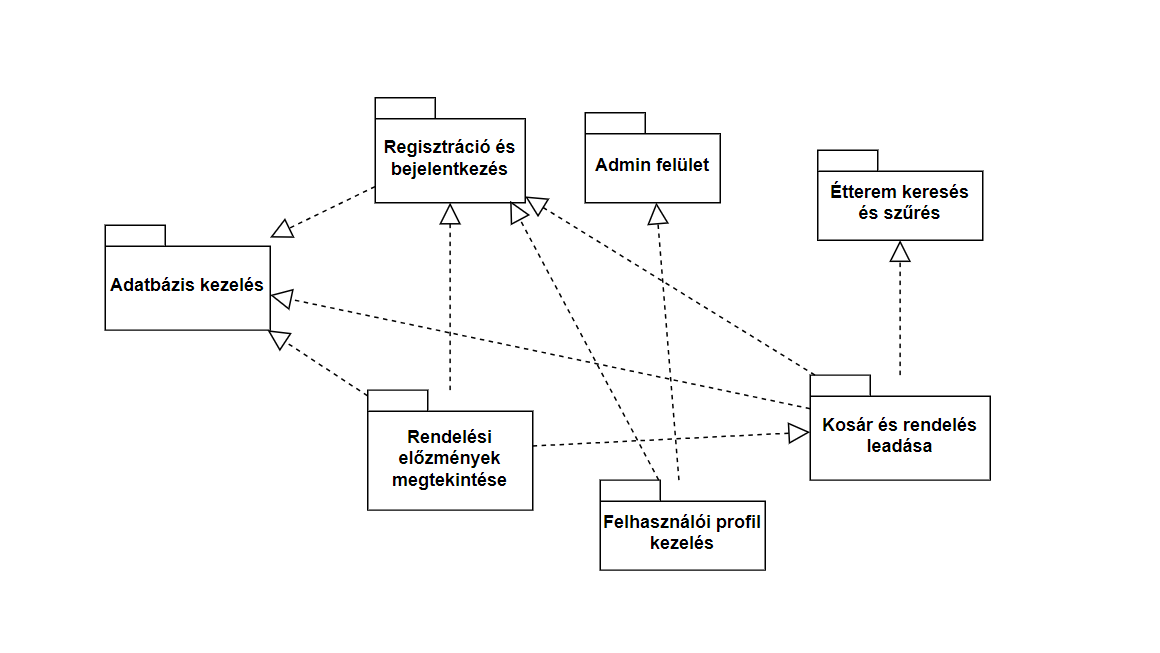 Regisztráció és
bejelentkezés
Admin felület
Étterem keresés
és szűrés
Adatbázis kezelés
Rendelési
előzmények
megtekintése
Kosár és rendelés
leadása
Felhasználói profil
kezelés